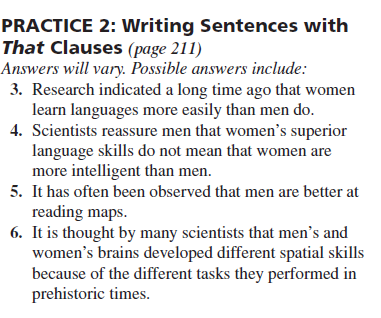 PRACTICE 2: Writing Sentences with
That Clauses (page 211)
Answers will vary. Possible answers include:
3. Research indicated a long time ago that women
learn languages more easily than men do.
4. Scientists reassure men that women's superior
language skills do not mean that women are
more intelligent than men.
5. It has often been observed that men are better at
reading maps.
6. It is thought by many scientists that men's and
women's brains developed different spatial skills
because of the different tasks they performed in
prehistoric times.